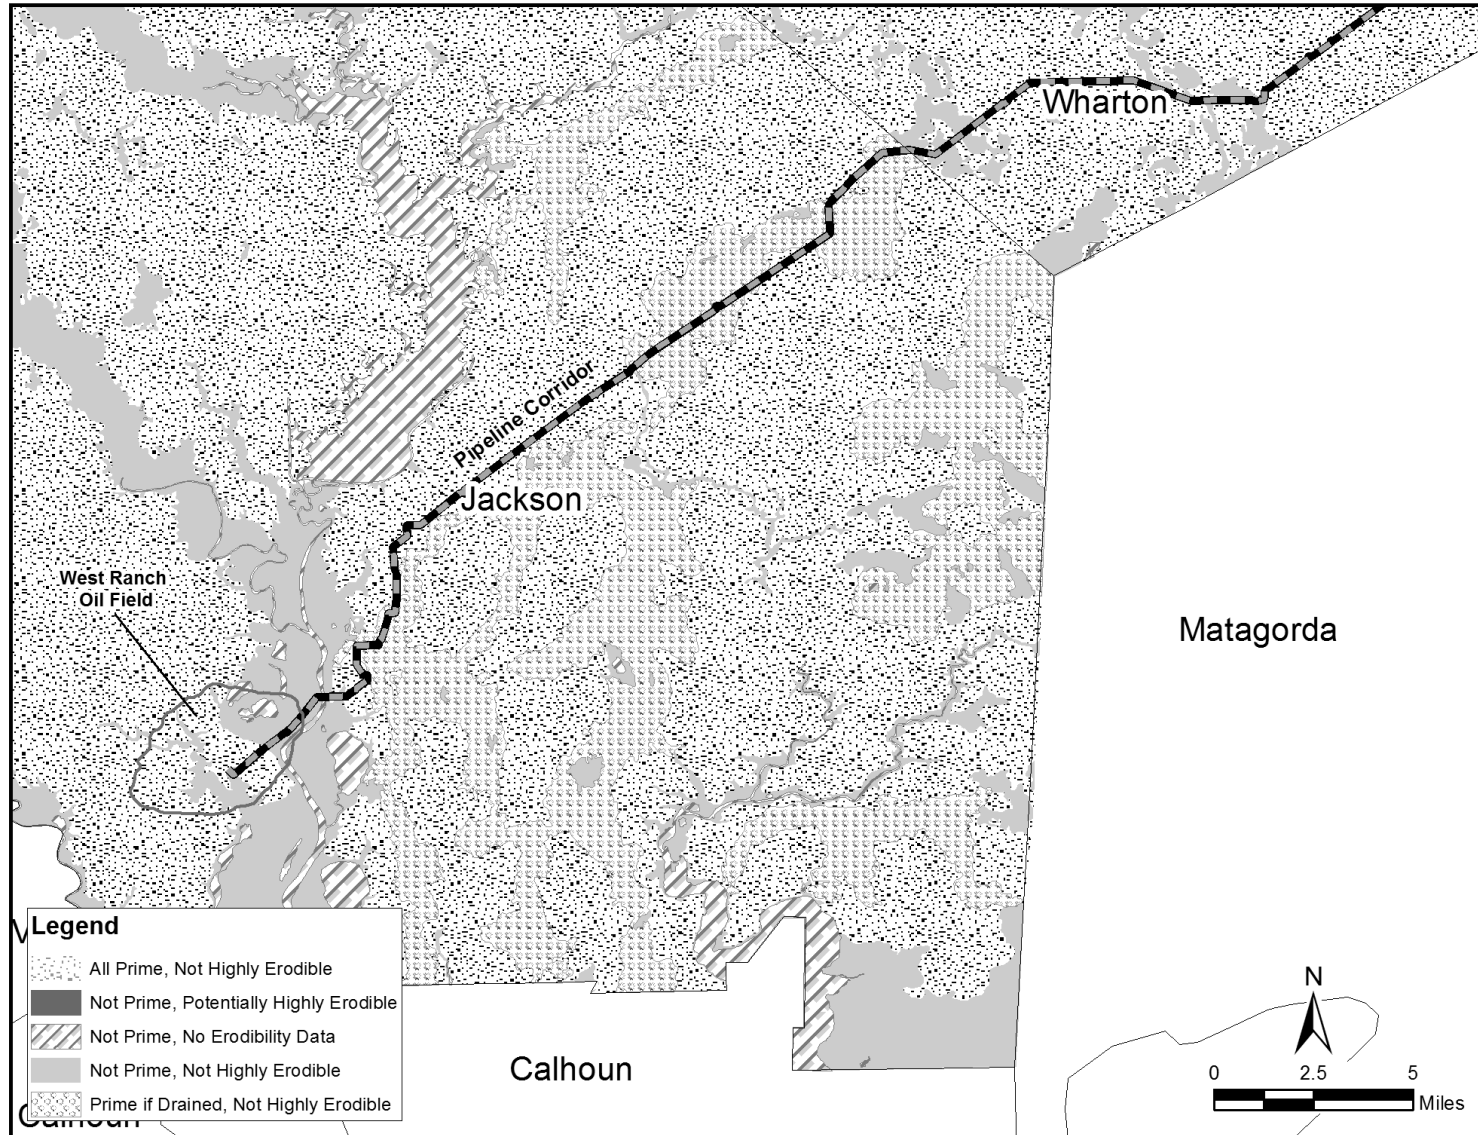 Wharton
Pipeline Corridor
Jackson
West Ranch
Oil Field
Matagorda
Calhoun
V
Legend
All Prime, Not Highly Erodible
Not Prime, Potentially Highly Erodible
Not Prime, No Erodibility Data
Not Prime, Not Highly Erodible
Prime if Drained, Not Highly Erodible
Calhoun
N
0 2.5 5
Miles